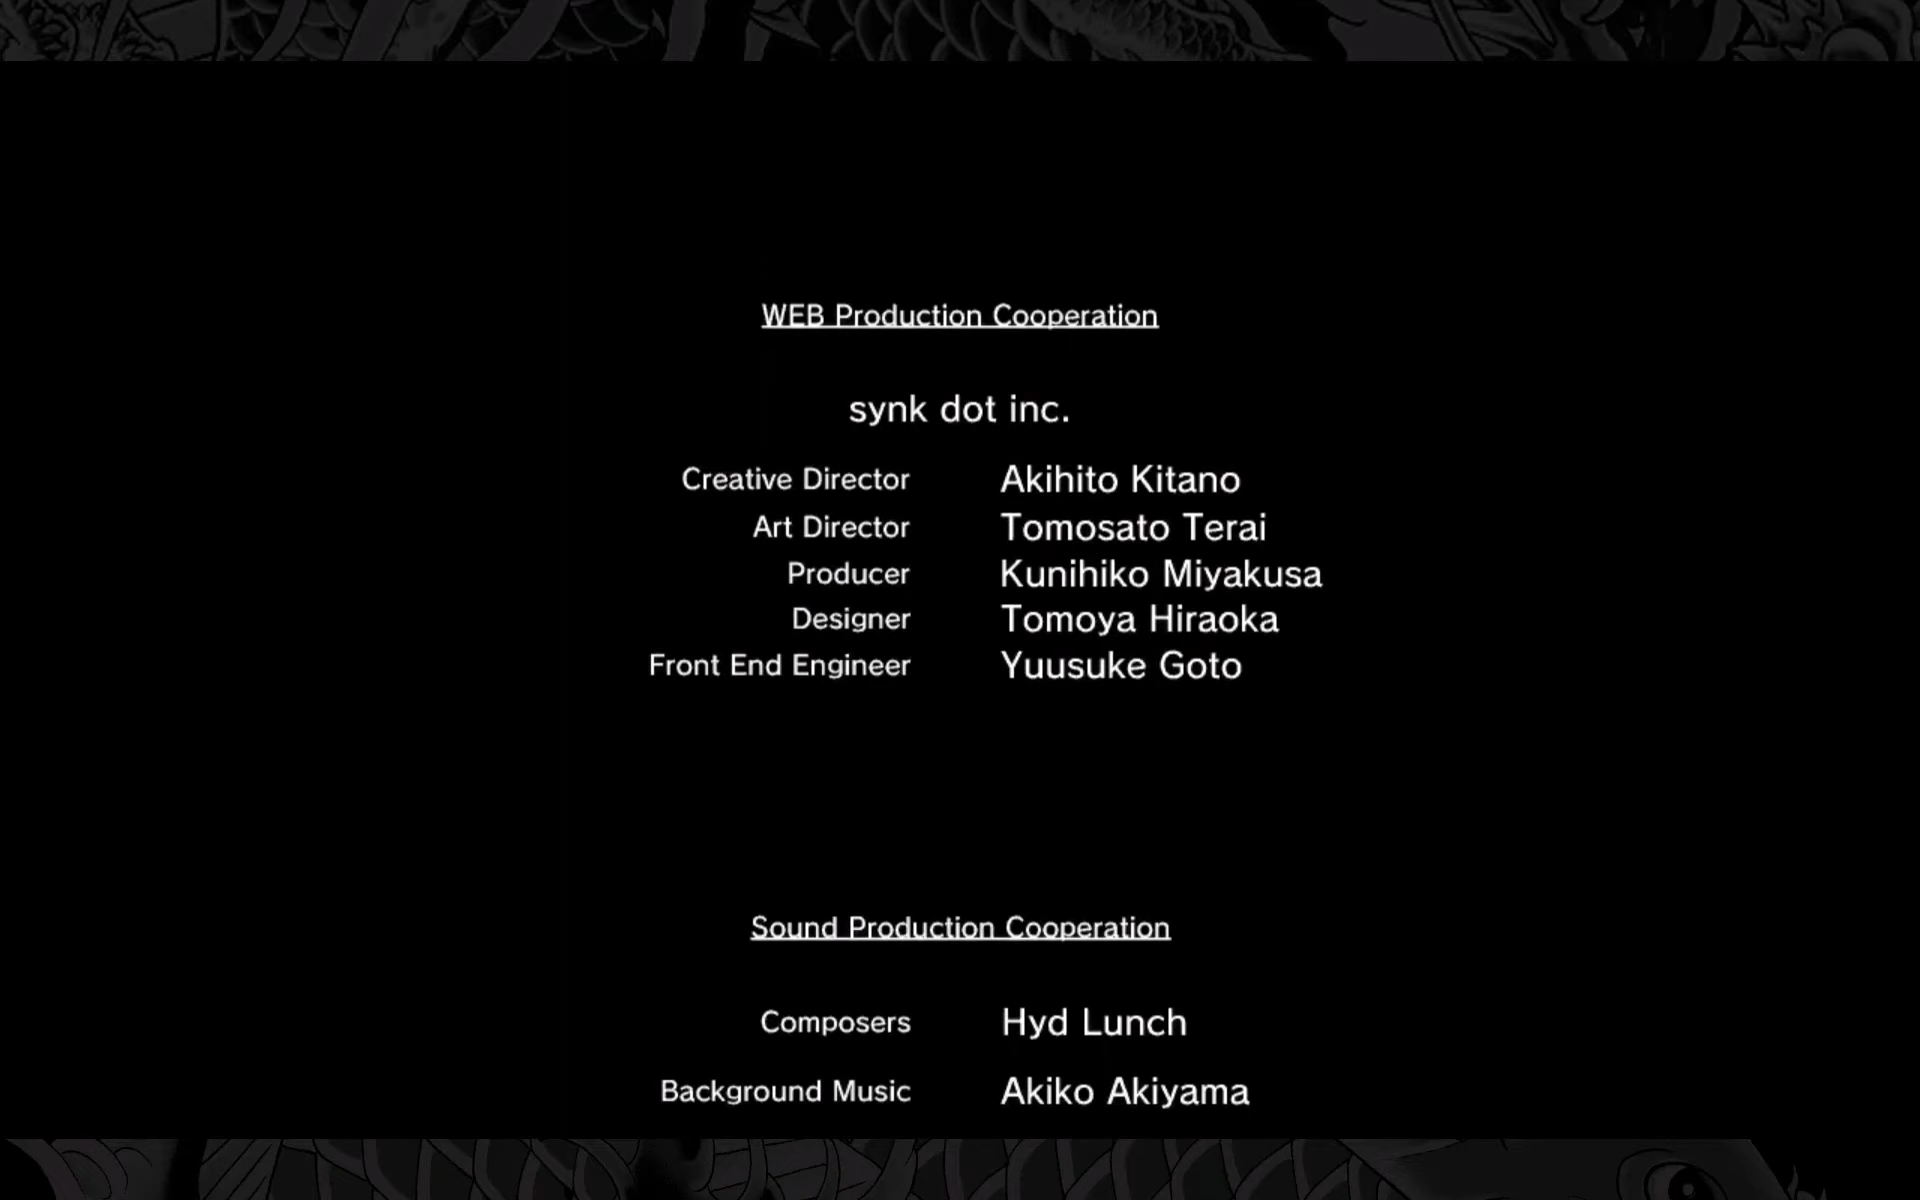 WEB Production Cooperation
synk dot inc.
Creative Director Akihito Kitano
Art Director Tomosato Terai
Producer Kunihiko Miyakusa
Designer Tomoya Hiraoka
Front End Engineer Yuusuke Goto
Sound Production Cooperation
Composers Hyd Lunch
Background Music Akiko Akiyama